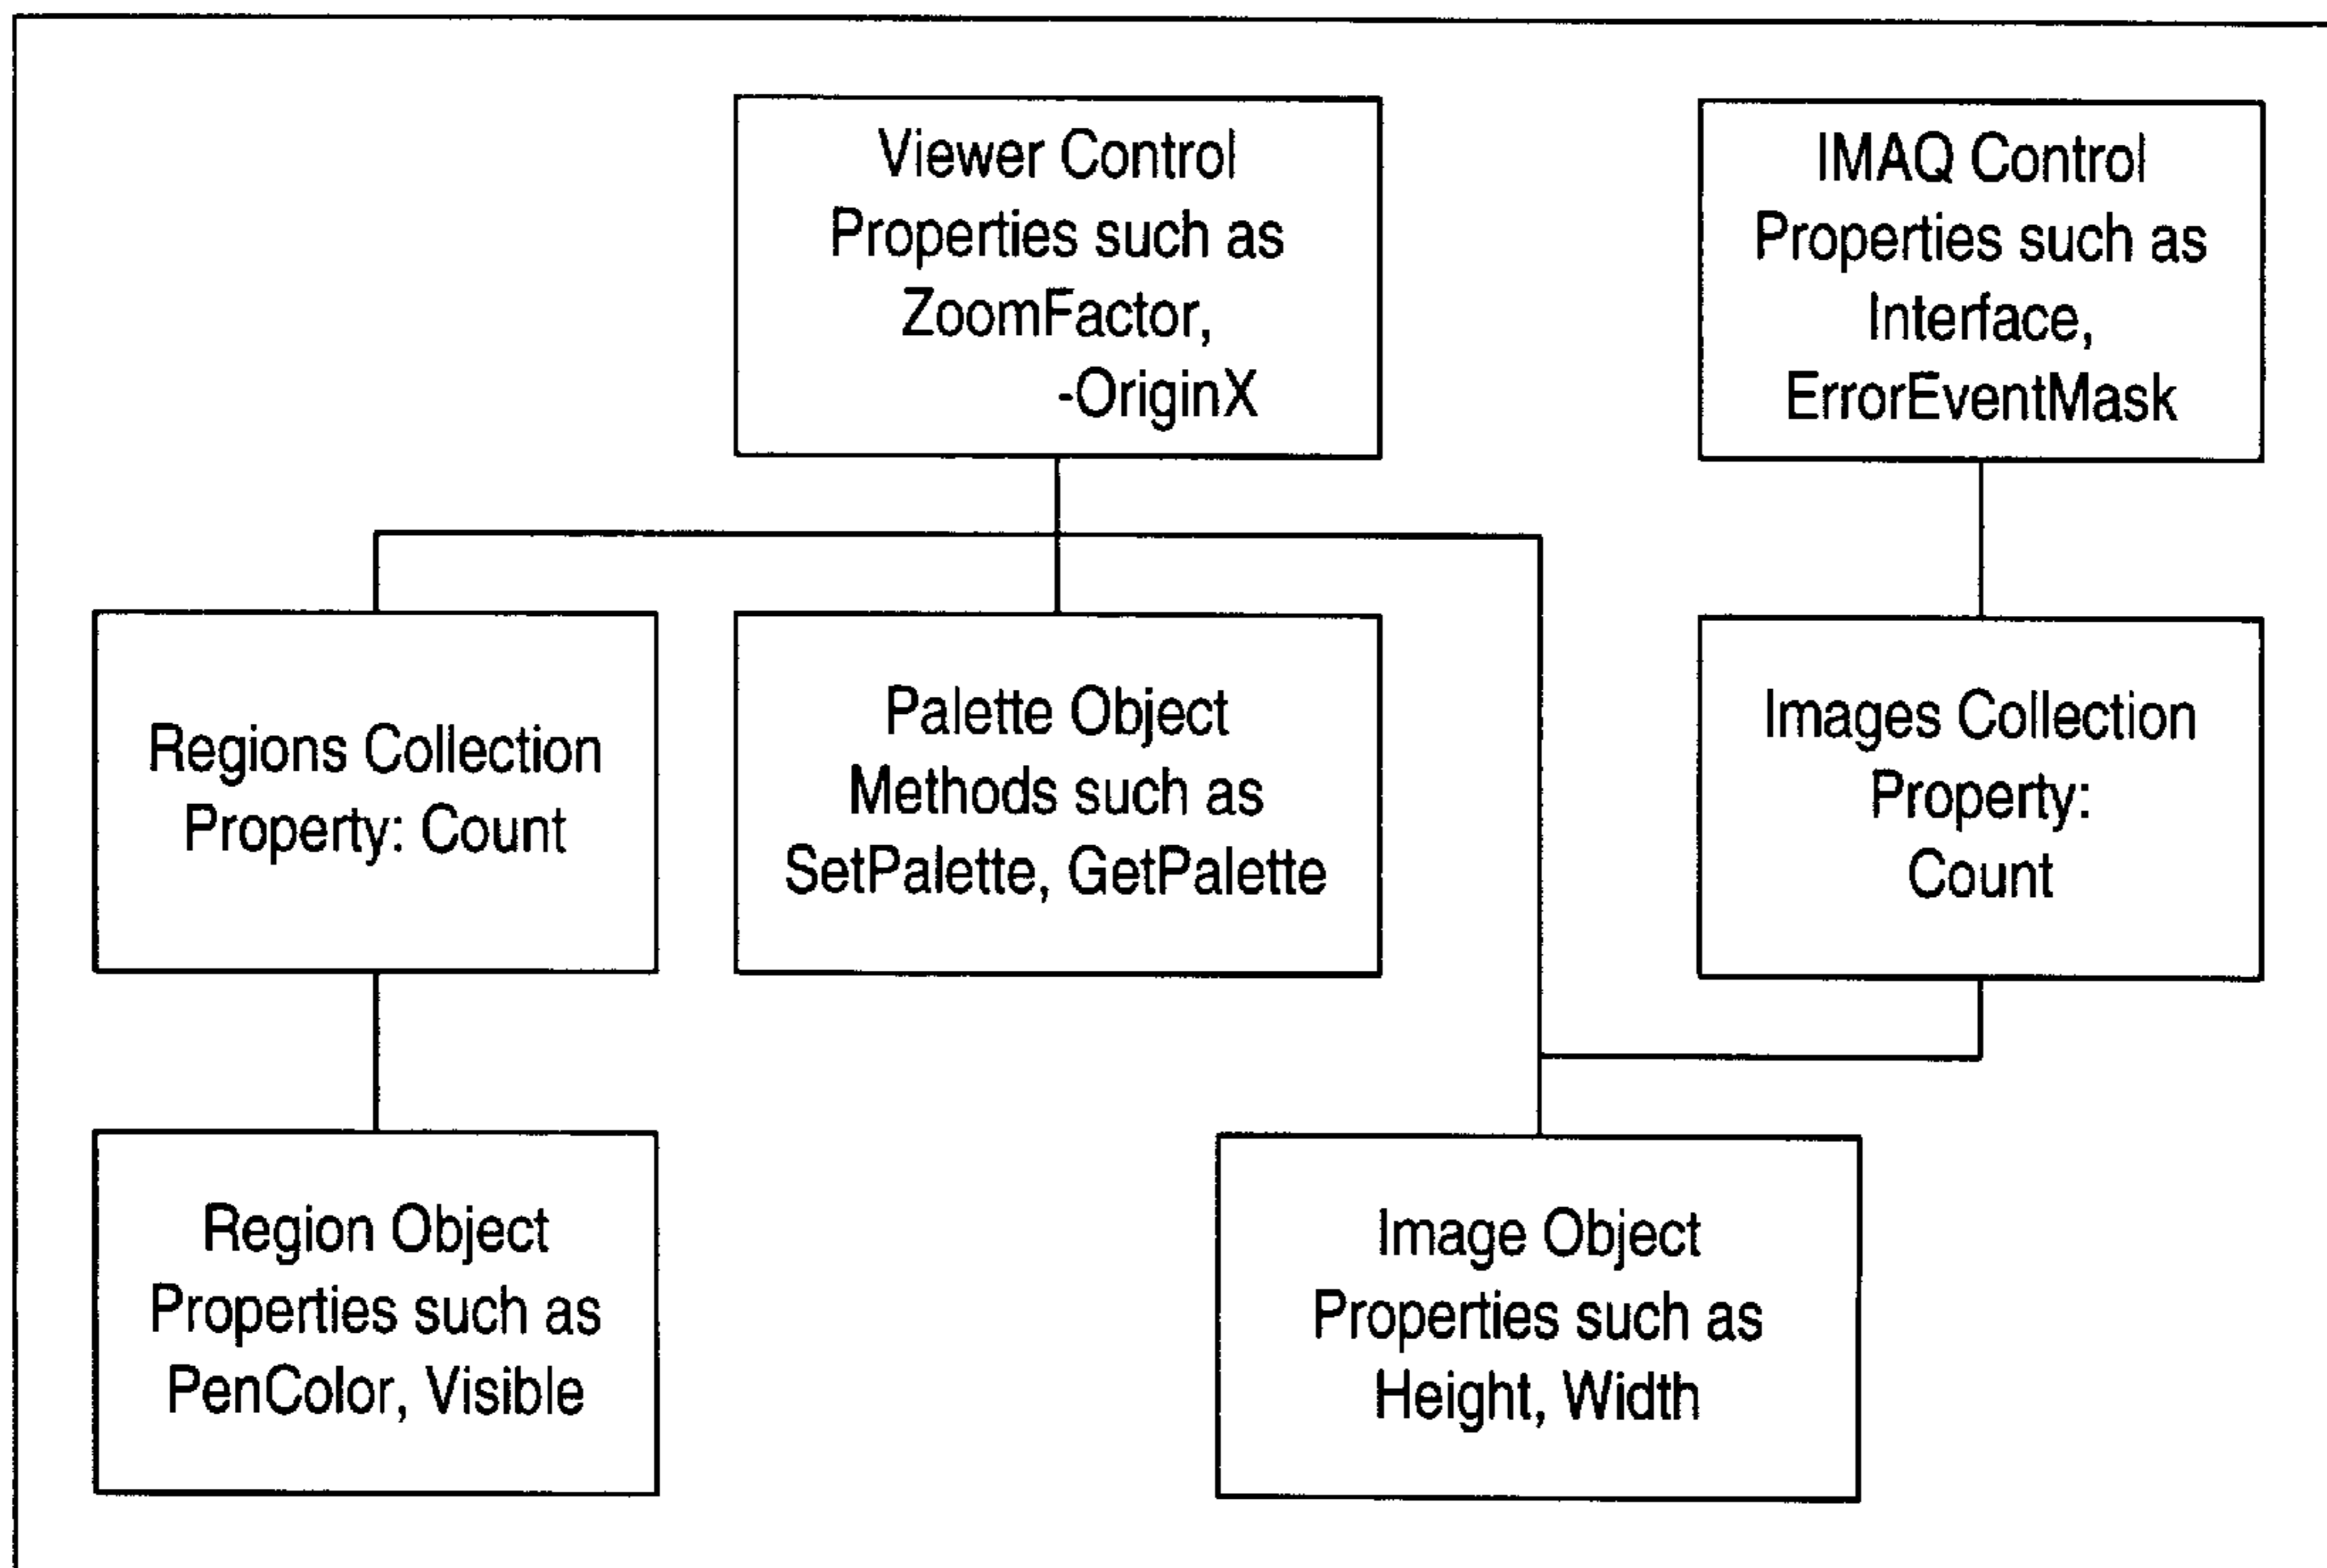 Viewer Control
Properties such as
ZoomFactor,
-OriginX
IMAQ Control
Properties such as
Interface,
ErrorEventMask
Regions Collection
Property: Count
Palette Object
Methods such as
SetPalette, GetPalette
Images Collection
Property:
Count
Region Object
Properties such as
PenColor, Visible
Image Object
Properties such as
Height, Width